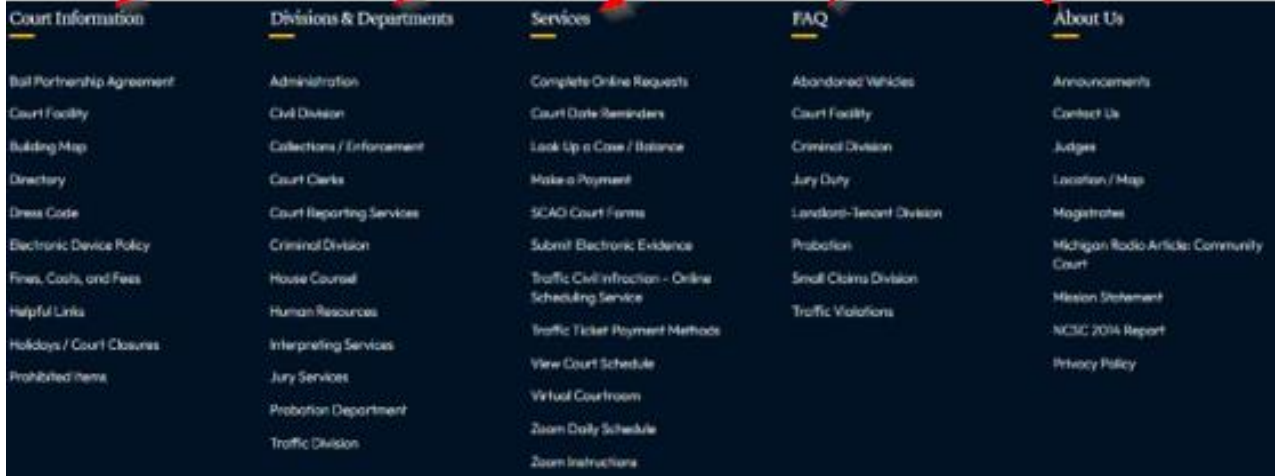 Court Information
Bail Partnership Agreement
Court Facility
Building Map
Directory
Dress Code
Electronic Device Policy
Fines, Costs, and Fees
Helpful Links
Holidays / Court Closures
Prohibited Items
Divisions & Departments
Administration
Civil Division
Collections / Enforcement
Court Clerks
Court Reporting Services
Criminal Division
House Counsel
Human Resources
Interpreting Services
Jury Services
Probation Department
Traffic Division
Services
Complete Online Requests
Court Date Reminders
Look Up a Case / Balance
Make a Payment
SCAO Court Forms
Submit Electronic Evidence
Traffic Civil Infraction – Online
Scheduling Service
Traffic Ticket Payment Methods
View Court Schedule
Virtual Courtroom
Zoom Daily Schedule
Zoom Instructions
FAQ
Abandoned Vehicles
Court Facility
Criminal Division
Jury Duty
Landlord-Tenant Division
Probation
Small Claims Division
Traffic Violations
About Us
Announcements
Contact Us
Judges
Location / Map
Magistrates
Michigan Radio Article: Community
Court
Mission Statement
NCSC 2014 Report
Privacy Policy